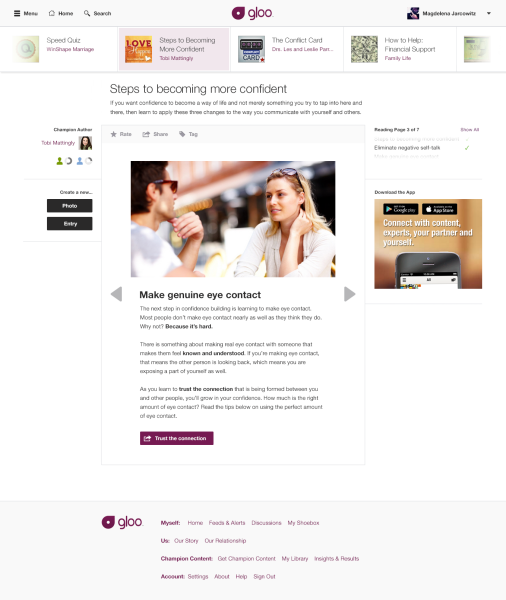 Menu Home Search gloo. Magdelena Jarcowitz
Speed Quiz
WinShape Marriage
Steps to Becoming
More Confident
Tobi Mattingly
The Conflict Card
Drs. Les and Leslie Parr...
How to Help:
Financial Support
Family Life
Steps to becoming more confident
If you want confidence to become a way of life and not merely something you try to tap into here and
there, then learn to apply these three changes to the way you communicate with yourself and others.
Champion Author
Tobi Mattingly
Create a new...
Photo
Entry
Rate Share Tag
Make genuine eye contact
The next step in confidence building is learning to make eye contact.
Most people don't make eye contact nearly as well as they think they do.
Why not? Because it's hard.
There is something about making real eye contact with someone that
makes them feel known and understood. If you're making eye contact,
that means the other person is looking back, which means you are
exposing a part of yourself as well.
As you learn to trust the connection that is being formed between you
and other people, you'll grow in your confidence. How much is the right
amount of eye contact? Read the tips below on using the perfect amount
of eye contact.
Trust the connection
Reading Page 3 of 7 Show All
Eliminate negative self-talk
Download the App
Google play
App Store
Connect with content,
experts, your partner and
yourself.
gloo.
Myself: Home Feeds & Alerts Discussions My Shoebox
Us: Our Story Our Relationship
Champion Content: Get Champion Content My Library Insights & Results
Account: Settings About Help Sign Out